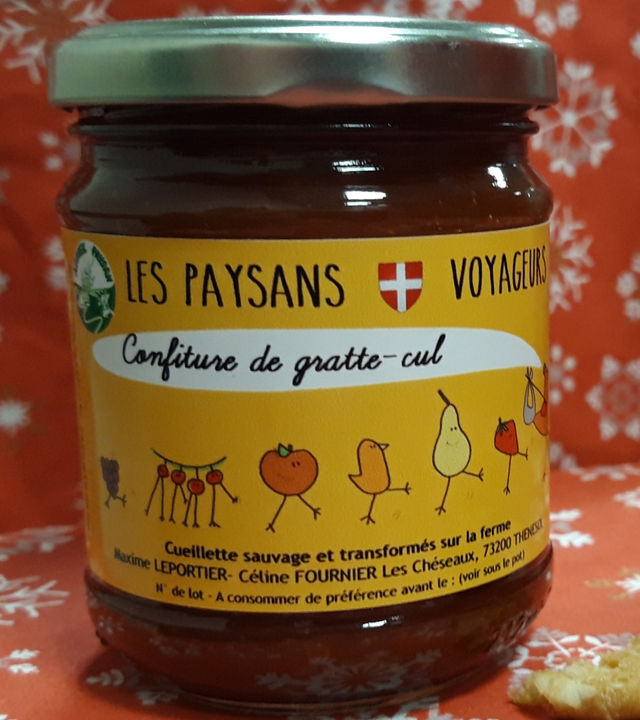 LES PAYSANS VOYAGEURS
Confiture de gratte-cul
Cueillette sauvage et transformés sur la ferme
Maxime LEPORTIER- Céline FOURNIER Les Chéseaux, 73200 THENESOL
N° de lot - A consommer de préférence avant le : (voir sous le pot)